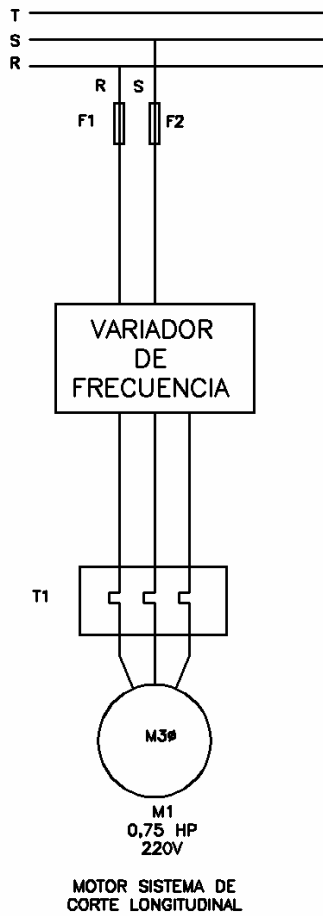 T
S
R
R S
F1 F2
VARIADOR
DE
FRECUENCIA
T1
M3ø
M1
0,75 HP
220V
MOTOR SISTEMA DE
CORTE LONGITUDINAL